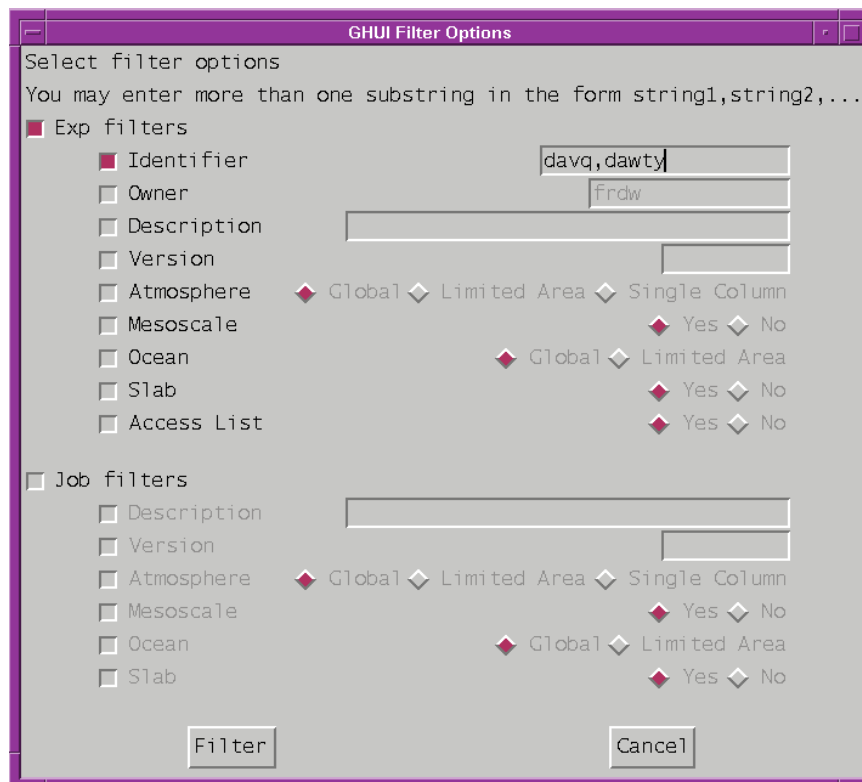 GHUI Filter Options
Select filter options
You may enter more than one substring in the form string1,string2,...
Exp filters
Identifier davq,dawty
Owner frdw
Description
Version
Atmosphere Global Limited Area Single Column
Mesoscale Yes No
Ocean Global Limited Area
Slab Yes No
Access List Yes No
Job filters
Description
Version
Atmosphere Global Limited Area Single Column
Mesoscale Yes No
Ocean Global Limited Area
Slab Yes No
Filter Cancel